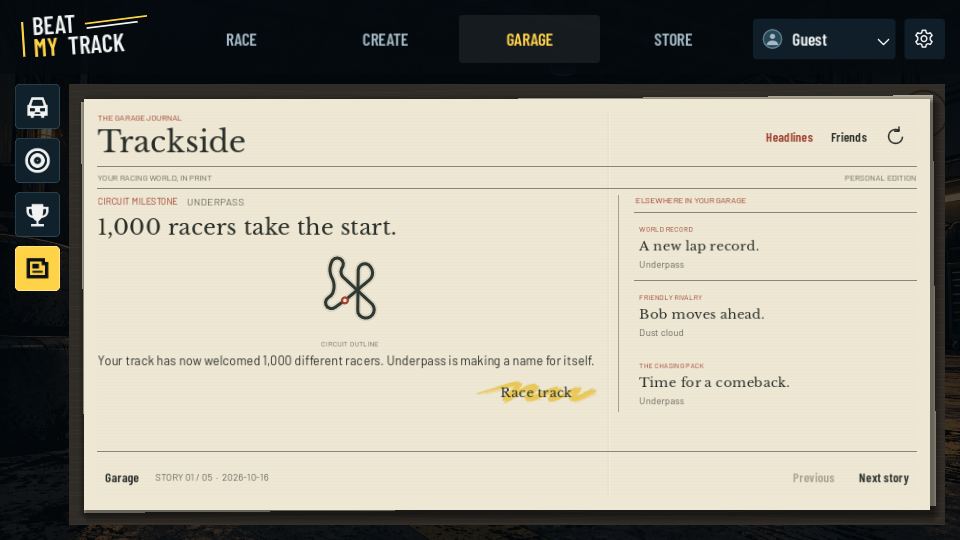 BEAT
MY TRACK
RACE
CREATE
GARAGE
STORE
Guest
THE GARAGE JOURNAL
Trackside
Headlines
Friends
YOUR RACING WORLD, IN PRINT
PERSONAL EDITION
CIRCUIT MILESTONE UNDERPASS
1,000 racers take the start.
CIRCUIT OUTLINE
Your track has now welcomed 1,000 different racers. Underpass is making a name for itself.
Race track
ELSEWHERE IN YOUR GARAGE
WORLD RECORD
A new lap record.
Underpass
FRIENDLY RIVALRY
Bob moves ahead.
Dust cloud
THE CHASING PACK
Time for a comeback.
Underpass
Garage
STORY 01 / 05 · 2026-10-16
Previous
Next story